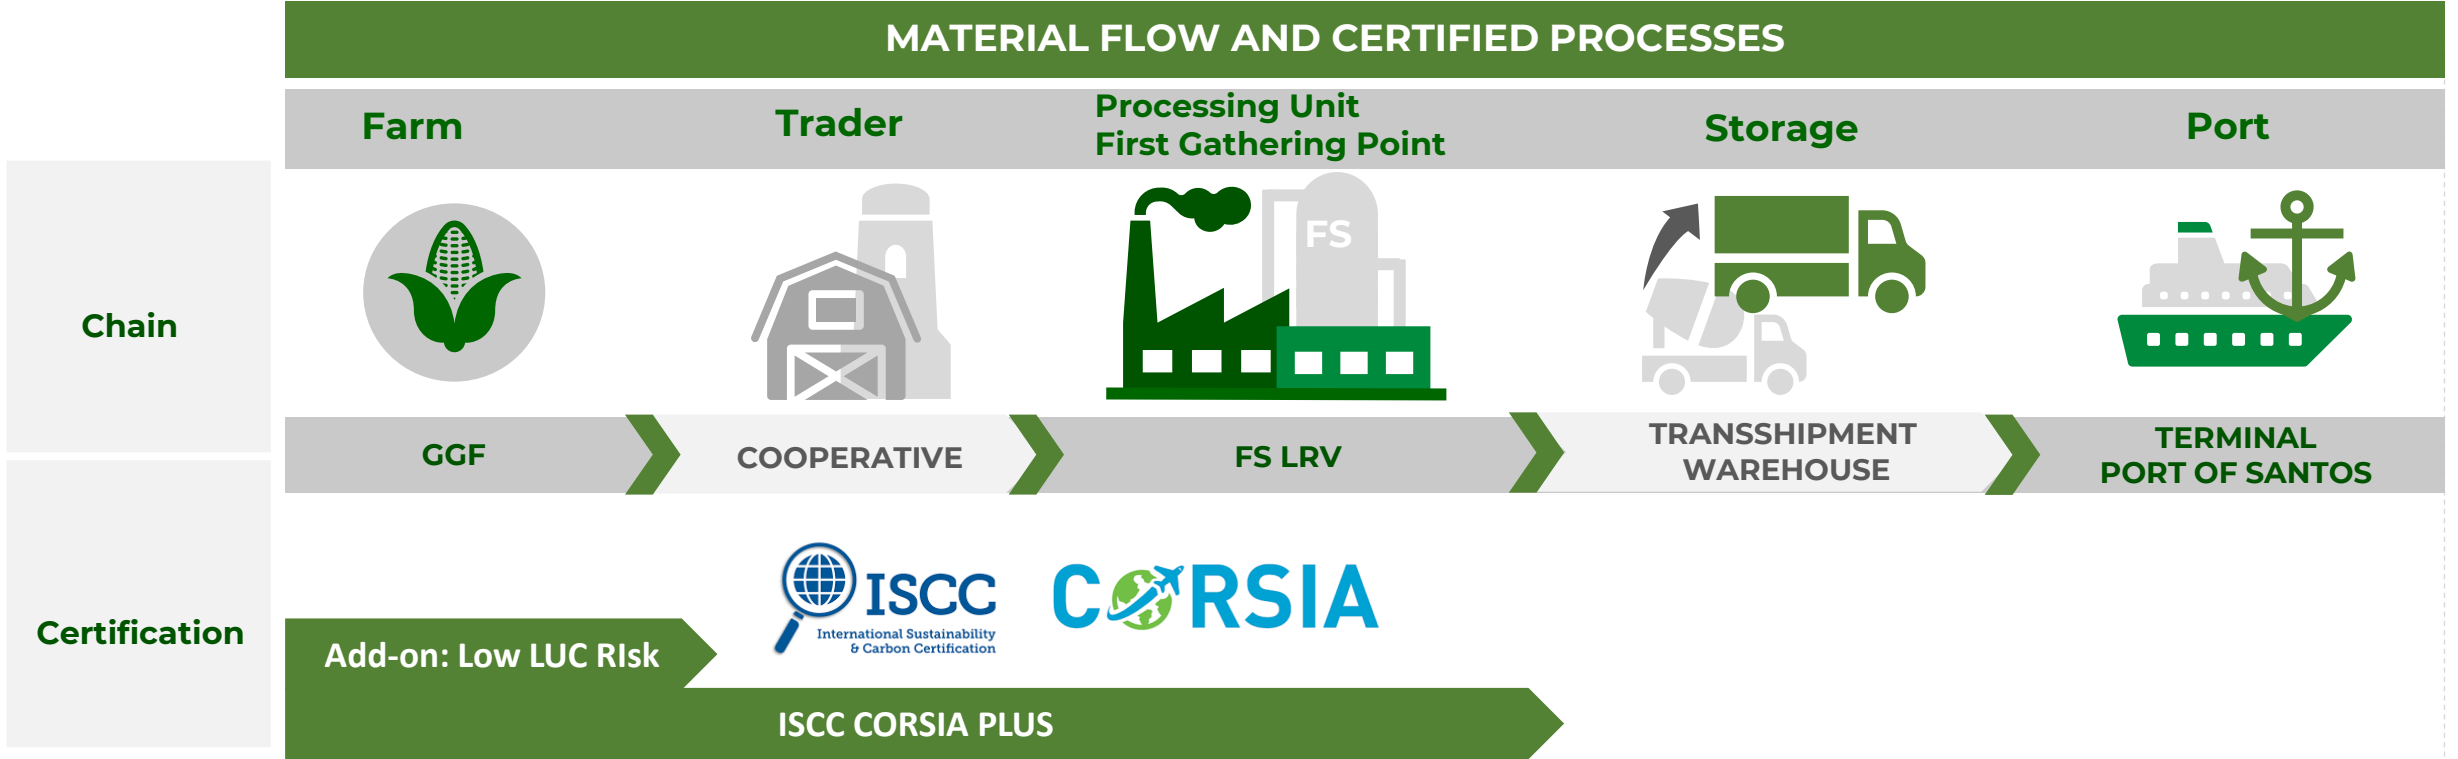 MATERIAL FLOW AND CERTIFIED PROCESSES
Farm
Trader
Processing Unit
First Gathering Point
Storage
Port
Chain
FS
GGF
COOPERATIVE
FS LRV
TRANSSHIPMENT
WAREHOUSE
TERMINAL
PORT OF SANTOS
Certification
ISCC
International Sustainability
& Carbon Certification
CORSIA
Add-on: Low LUC RIsk
ISCC CORSIA PLUS